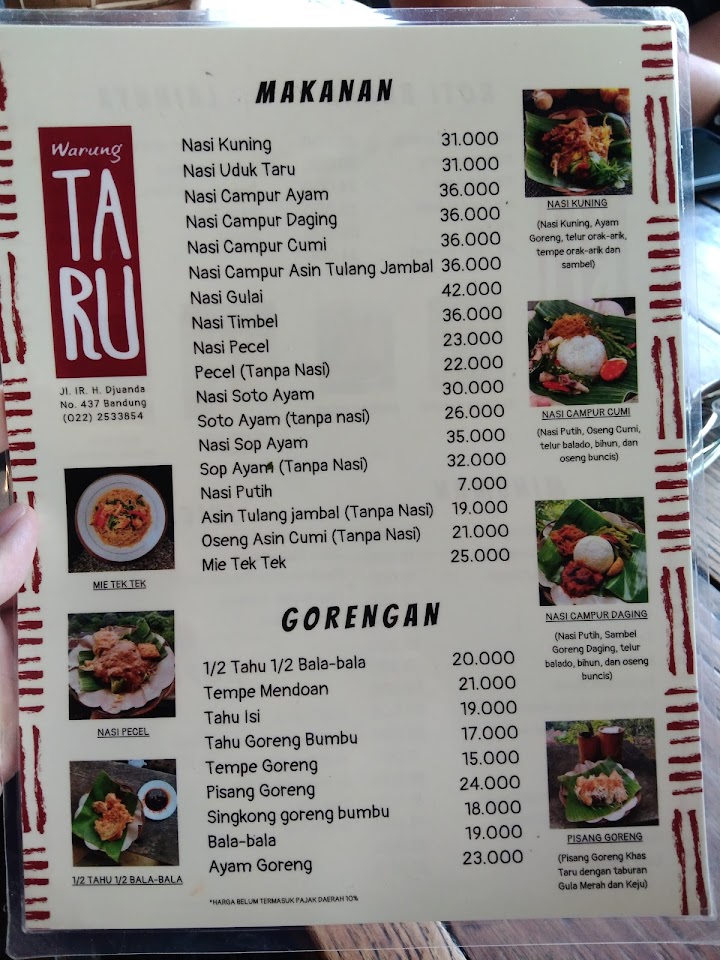 MAKANAN
Warung
TA
RU
Jl. IR. H. Djuanda
No. 437 Bandung
(022) 2533854
Nasi Kuning 31.000
Nasi Uduk Taru 31.000
Nasi Campur Ayam 36.000
Nasi Campur Daging 36.000
Nasi Campur Cumi 36.000
Nasi Campur Asin Tulang Jambal 36.000
Nasi Gulai 42.000
Nasi Timbel 36.000
Nasi Pecel 23.000
Pecel (Tanpa Nasi) 22.000
Nasi Soto Ayam 30.000
Soto Ayam (tanpa nasi) 26.000
Nasi Sop Ayam 35.000
Sop Ayam (Tanpa Nasi) 32.000
Nasi Putih 7.000
Asin Tulang jambal (Tanpa Nasi) 19.000
Oseng Asin Cumi (Tanpa Nasi) 21.000
Mie Tek Tek 25.000
GORENGAN
1/2 Tahu 1/2 Bala-bala 20.000
Tempe Mendoan 21.000
Tahu Isi 19.000
Tahu Goreng Bumbu 17.000
Tempe Goreng 15.000
Pisang Goreng 24.000
Singkong goreng bumbu 18.000
Bala-bala 19.000
Ayam Goreng 23.000
*HARGA BELUM TERMASUK PAJAK DAERAH 10%
MIE TEK TEK
NASI PECEL
1/2 TAHU 1/2 BALA-BALA
NASI KUNING
(Nasi Kuning, Ayam
Goreng, telur orak-arik,
tempe orak-arik dan
sambel)
NASI CAMPUR CUMI
(Nasi Putih, Oseng Cumi,
telur balado, bihun, dan
oseng buncis)
NASI CAMPUR DAGING
(Nasi Putih, Sambel
Goreng Daging, telur
balado, bihun, dan oseng
buncis)
PISANG GORENG
(Pisang Goreng Khas
Taru dengan taburan
Gula Merah dan Keju)